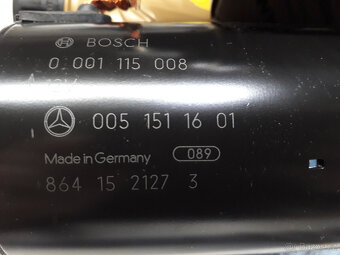 BOSCH
0 001 115 008
005 151 16 01
Made in Germany 089
864 15 2127 3